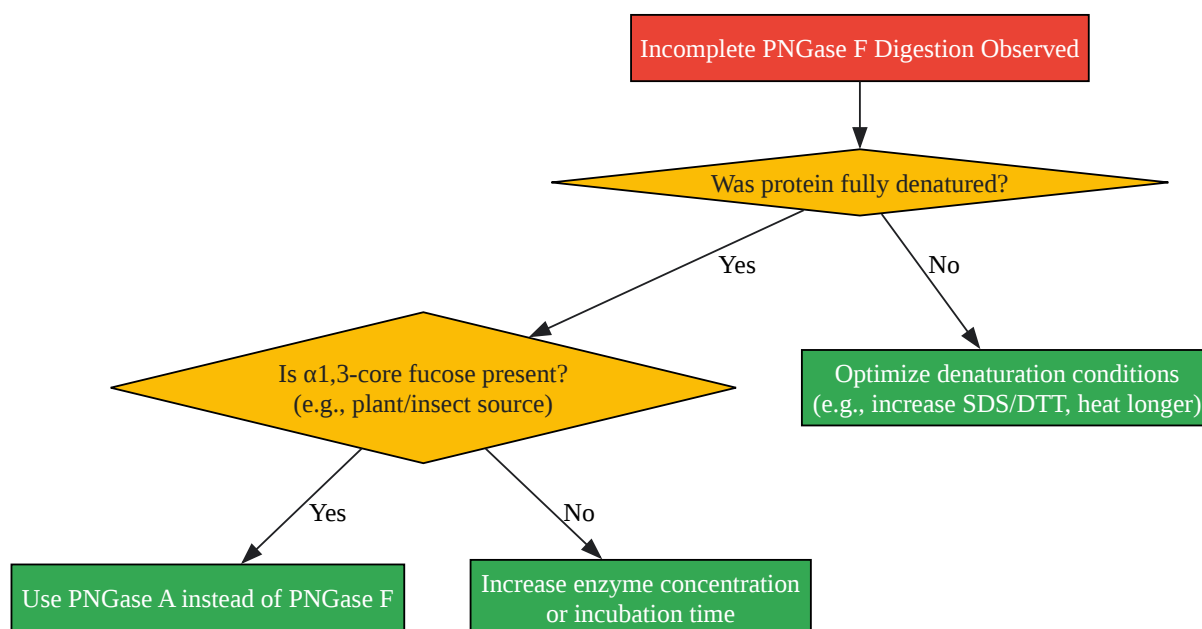 Incomplete PNGase F Digestion Observed
Was protein fully denatured?
Yes
No
Is α1,3-core fucose present?
(e.g., plant/insect source)
Optimize denaturation conditions
(e.g., increase SDS/DTT, heat longer)
Yes
No
Use PNGase A instead of PNGase F
Increase enzyme concentration
or incubation time